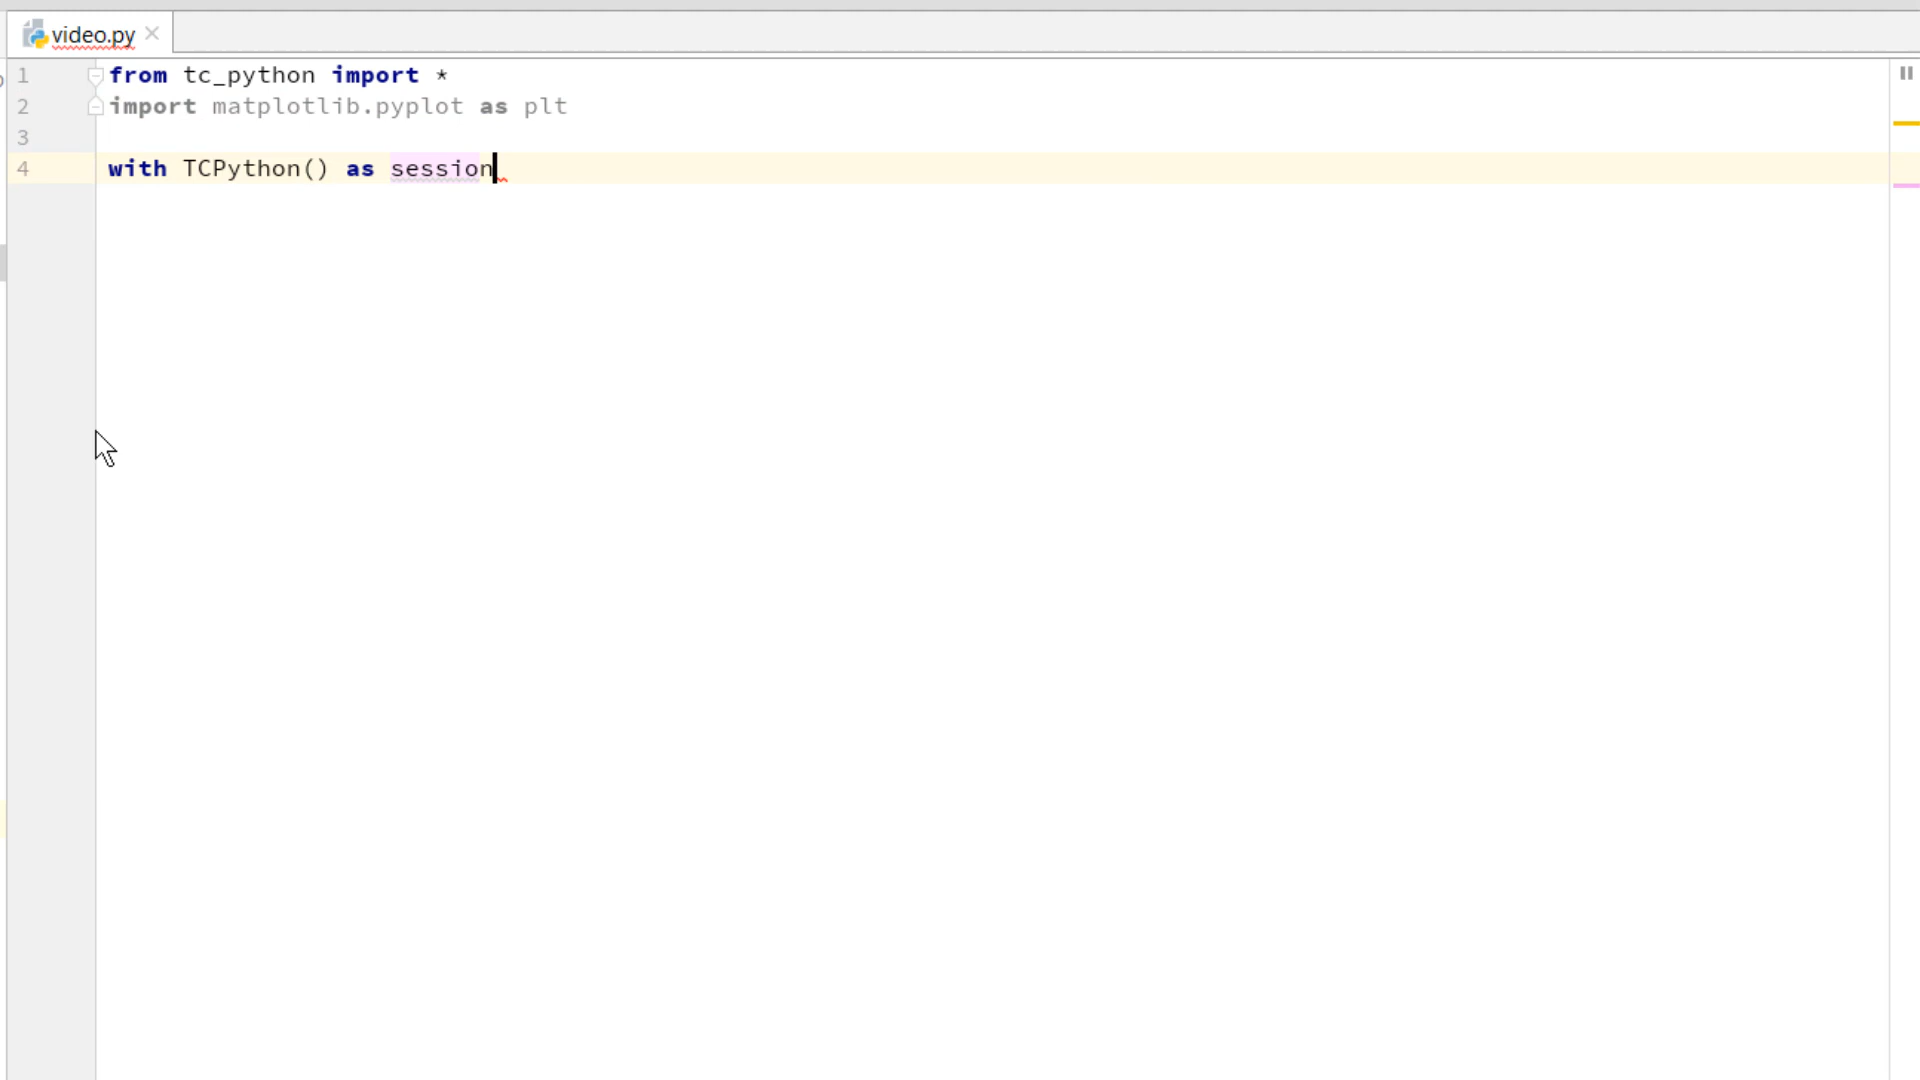 video.py
1 from tc_python import *
2 import matplotlib.pyplot as plt
3
4 with TCPython() as session